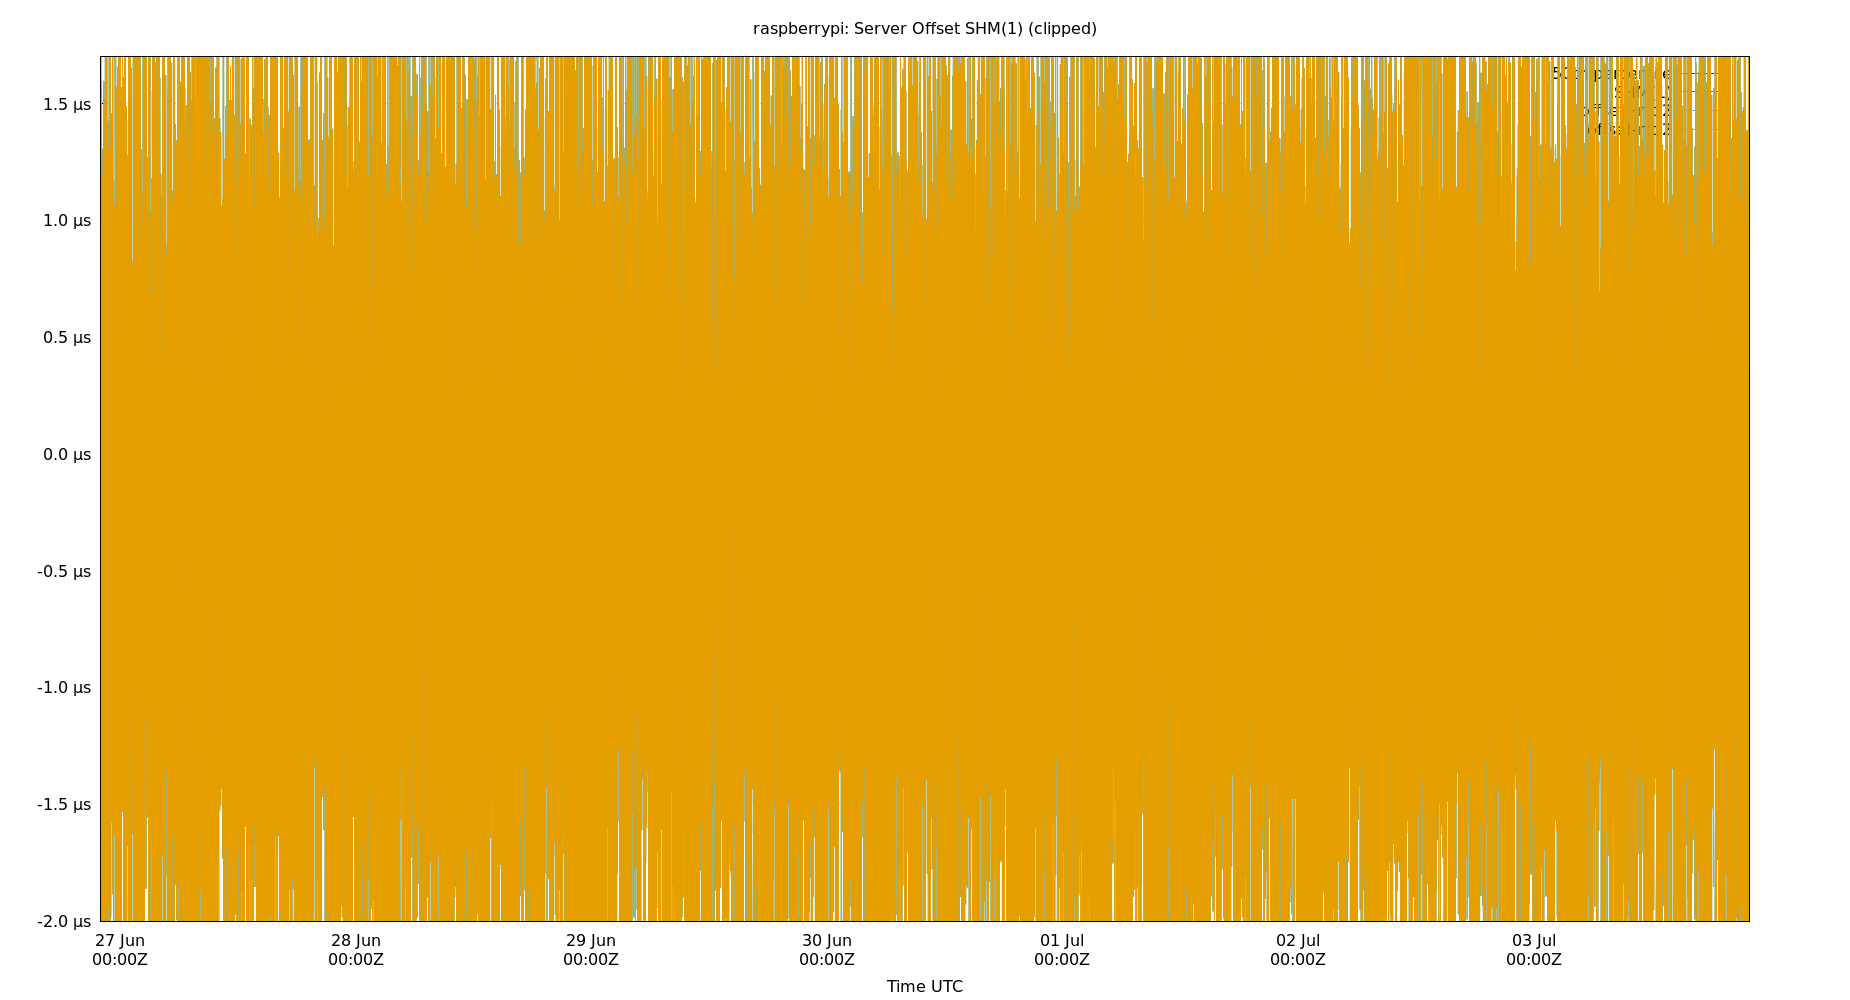 raspberrypi: Server Offset SHM(1) (clipped)
1.5 µs
1.0 µs
0.5 µs
0.0 µs
-0.5 µs
-1.0 µs
-1.5 µs
-2.0 µs
27 Jun 28 Jun 29 Jun 30 Jun 01 Jul 02 Jul 03 Jul
00:00Z 00:00Z 00:00Z 00:00Z 00:00Z 00:00Z 00:00Z
Time UTC